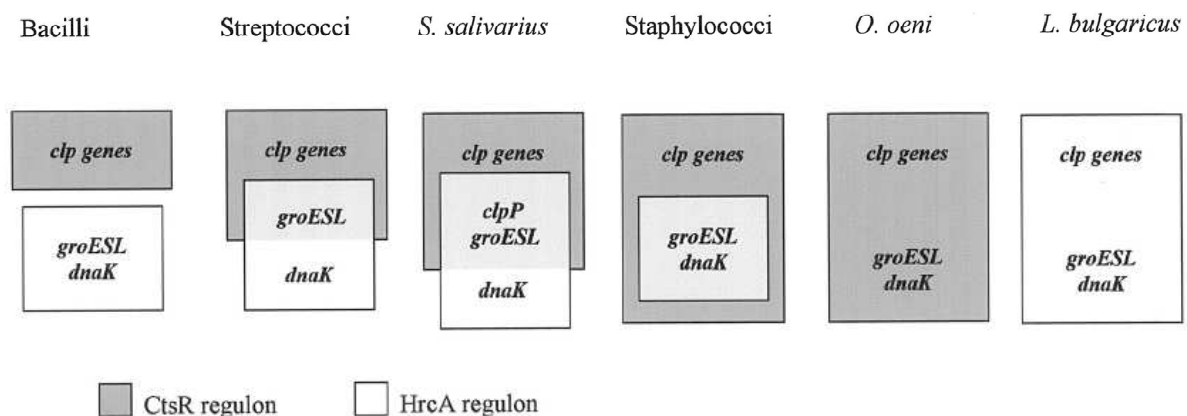 Bacilli
Streptococci
S. salivarius
Staphylococci
O. oeni
L. bulgaricus
clp genes
groESL
dnaK
clp genes
groESL
dnaK
clp genes
clpP
groESL
dnaK
clp genes
groESL
dnaK
clp genes
groESL
dnaK
clp genes
groESL
dnaK
CtsR regulon
HrcA regulon